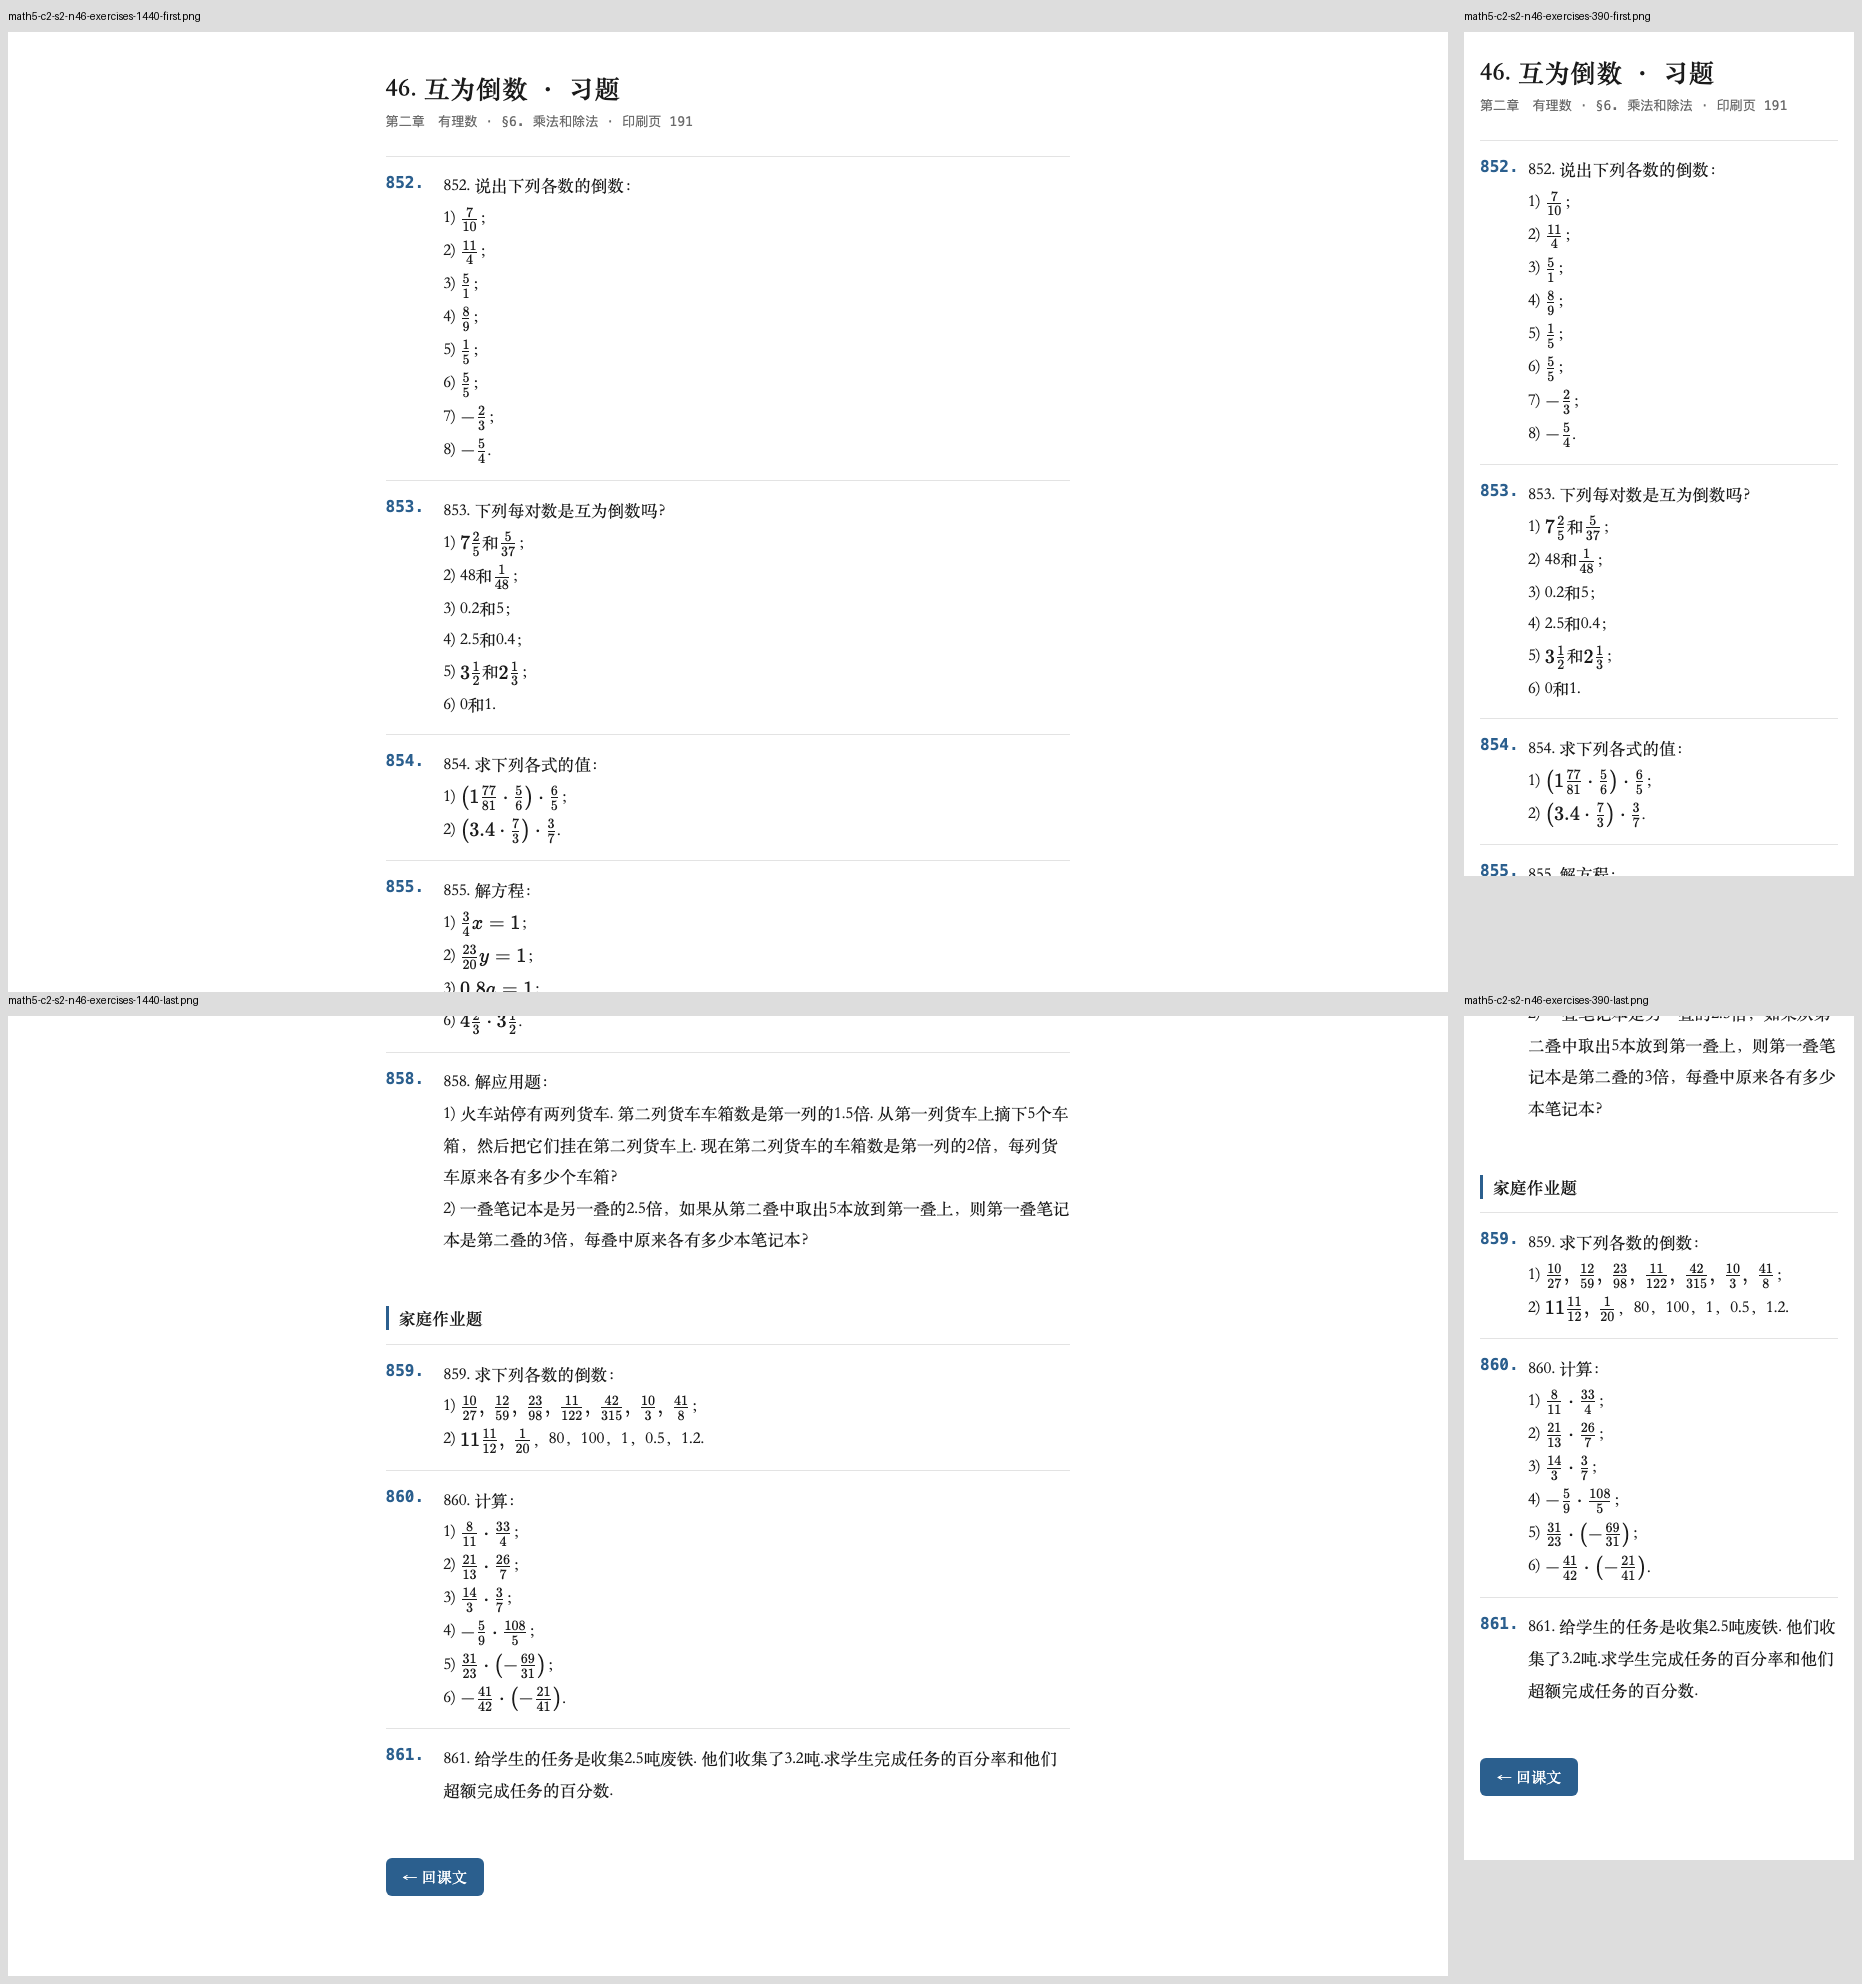 math5-c2-s2-n46-exercises-1440-first.png
46. 互为倒数 · 习题
第二章 有理数 · §6. 乘法和除法 · 印刷页 191
852. 852. 说出下列各数的倒数：
1) 7/10；
2) 11/4；
3) 5/1；
4) 8/9；
5) 1/5；
6) 5/5；
7) −2/3；
8) −5/4.
853. 853. 下列每对数是互为倒数吗？
1) 7 2/5和5/37；
2) 48和1/48；
3) 0.2和5；
4) 2.5和0.4；
5) 3 1/2和2 1/3；
6) 0和1.
854. 854. 求下列各式的值：
1) (1 77/81 · 5/6) · 6/5；
2) (3.4 · 7/3) · 3/7.
855. 855. 解方程：
1) 3/4x = 1；
2) 23/20y = 1；
3) 0.8a = 1；
math5-c2-s2-n46-exercises-390-first.png
46. 互为倒数 · 习题
第二章 有理数 · §6. 乘法和除法 · 印刷页 191
852. 852. 说出下列各数的倒数：
1) 7/10；
2) 11/4；
3) 5/1；
4) 8/9；
5) 1/5；
6) 5/5；
7) −2/3；
8) −5/4.
853. 853. 下列每对数是互为倒数吗？
1) 7 2/5和5/37；
2) 48和1/48；
3) 0.2和5；
4) 2.5和0.4；
5) 3 1/2和2 1/3；
6) 0和1.
854. 854. 求下列各式的值：
1) (1 77/81 · 5/6) · 6/5；
2) (3.4 · 7/3) · 3/7.
855. 855. 解方程：
math5-c2-s2-n46-exercises-1440-last.png
6) 4 2/3 · 3 1/2.
858. 858. 解应用题：
1) 火车站停有两列货车. 第二列货车车箱数是第一列的1.5倍. 从第一列货车上摘下5个车
箱，然后把它们挂在第二列货车上. 现在第二列货车的车箱数是第一列的2倍，每列货
车原来各有多少个车箱？
2) 一叠笔记本是另一叠的2.5倍，如果从第二叠中取出5本放到第一叠上，则第一叠笔记
本是第二叠的3倍，每叠中原来各有多少本笔记本？
家庭作业题
859. 859. 求下列各数的倒数：
1) 10/27，12/59，23/98，11/122，42/315，10/3，41/8；
2) 11 11/12，1/20，80，100，1，0.5，1.2.
860. 860. 计算：
1) 8/11 · 33/4；
2) 21/13 · 26/7；
3) 14/3 · 3/7；
4) −5/9 · 108/5；
5) 31/23 · (−69/31)；
6) −41/42 · (−21/41).
861. 861. 给学生的任务是收集2.5吨废铁. 他们收集了3.2吨.求学生完成任务的百分率和他们
超额完成任务的百分数.
← 回课文
math5-c2-s2-n46-exercises-390-last.png
2) 一叠笔记本是另一叠的2.5倍，如果从第
二叠中取出5本放到第一叠上，则第一叠笔
记本是第二叠的3倍，每叠中原来各有多少
本笔记本？
家庭作业题
859. 859. 求下列各数的倒数：
1) 10/27，12/59，23/98，11/122，42/315，10/3，41/8；
2) 11 11/12，1/20，80，100，1，0.5，1.2.
860. 860. 计算：
1) 8/11 · 33/4；
2) 21/13 · 26/7；
3) 14/3 · 3/7；
4) −5/9 · 108/5；
5) 31/23 · (−69/31)；
6) −41/42 · (−21/41).
861. 861. 给学生的任务是收集2.5吨废铁. 他们收
集了3.2吨.求学生完成任务的百分率和他们
超额完成任务的百分数.
← 回课文